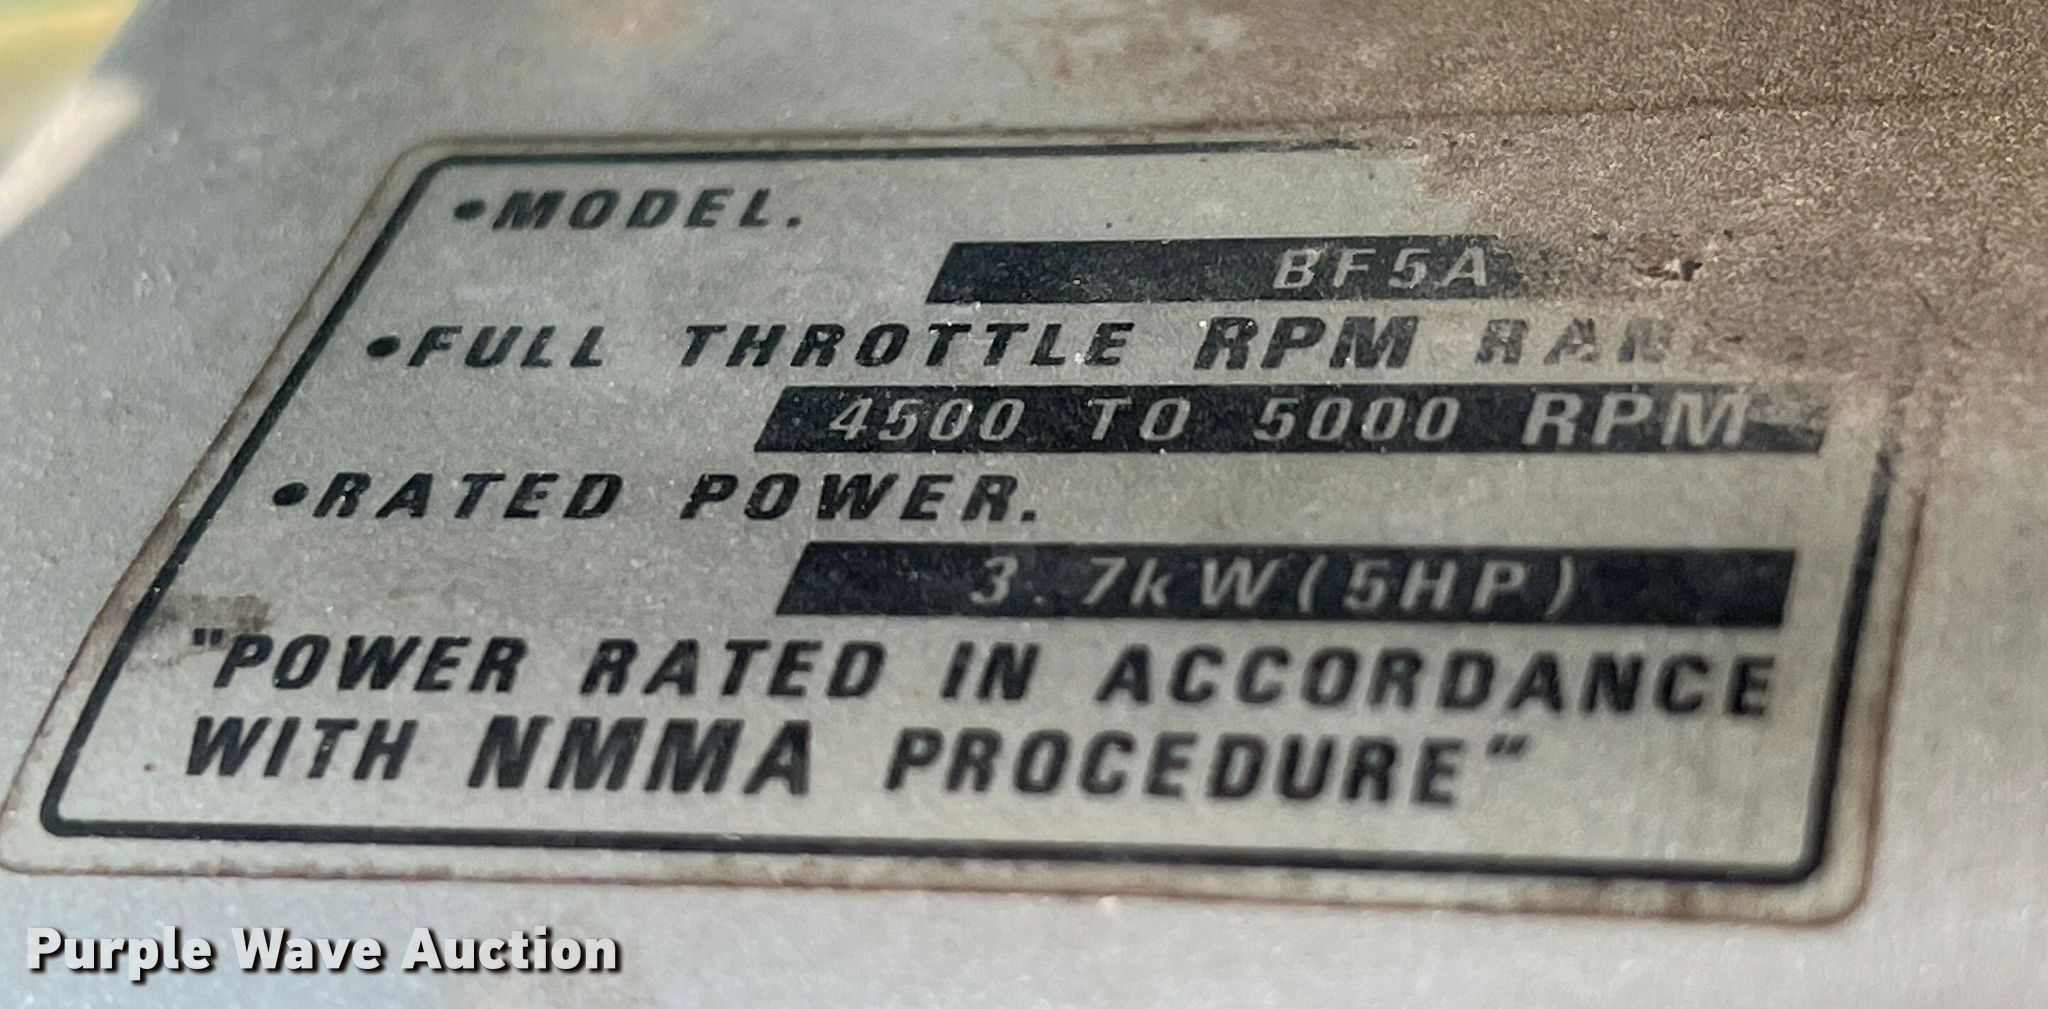 •MODEL.
BF5A
•FULL THROTTLE RPM
4500 TO 5000 RPM
•RATED POWER.
3.7kW(5HP)
"POWER RATED IN ACCORDANCE
WITH NMMA PROCEDURE"
Purple Wave Auction